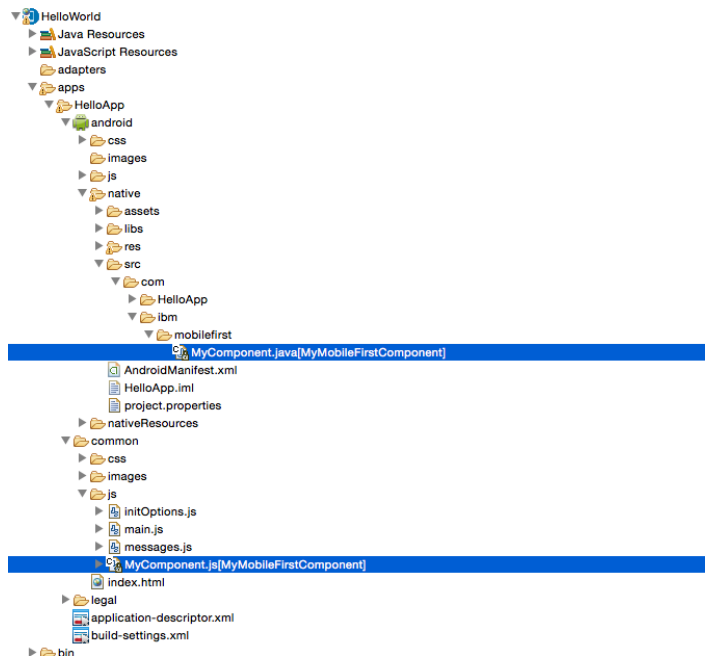 HelloWorld
Java Resources
JavaScript Resources
adapters
apps
HelloApp
android
css
images
js
native
assets
libs
res
src
com
HelloApp
ibm
mobilefirst
MyComponent.java[MyMobileFirstComponent]
AndroidManifest.xml
HelloApp.iml
project.properties
nativeResources
common
css
images
js
initOptions.js
main.js
messages.js
MyComponent.js[MyMobileFirstComponent]
index.html
legal
application-descriptor.xml
build-settings.xml
bin